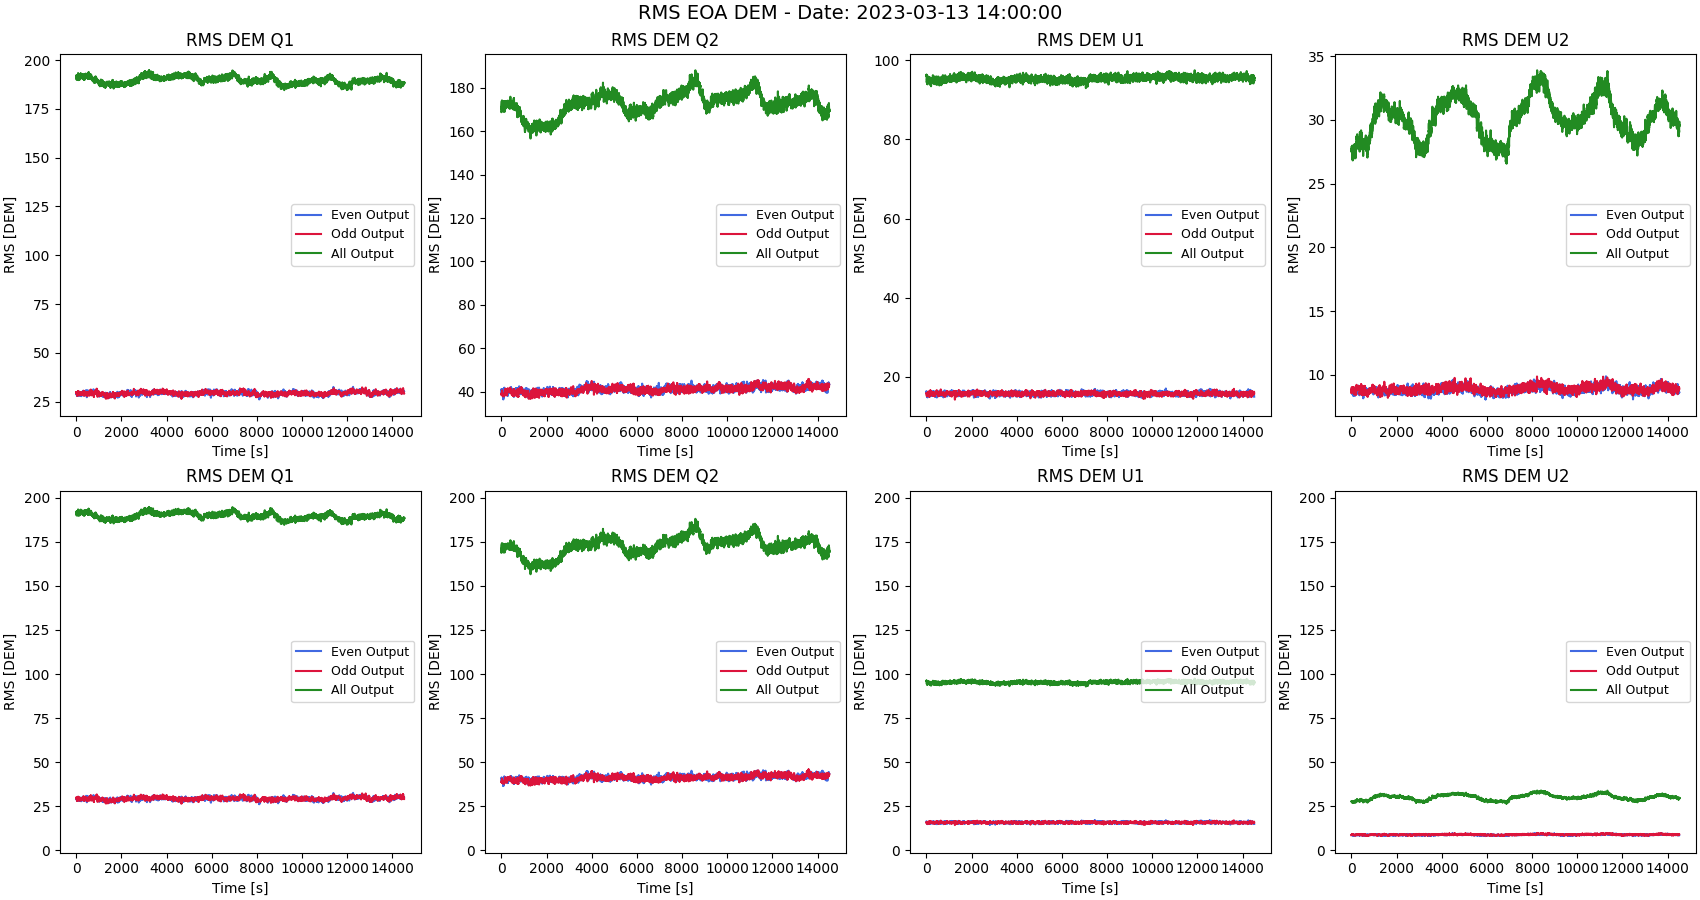 RMS EOA DEM - Date: 2023-03-13 14:00:00
RMS DEM Q1
RMS [DEM]
200
175
150
125
100
75
50
25
Even Output
Odd Output
All Output
0 2000 4000 6000 8000 10000 12000 14000
Time [s]
RMS DEM Q2
RMS [DEM]
180
160
140
120
100
80
60
40
Even Output
Odd Output
All Output
0 2000 4000 6000 8000 10000 12000 14000
Time [s]
RMS DEM U1
RMS [DEM]
100
80
60
40
20
Even Output
Odd Output
All Output
0 2000 4000 6000 8000 10000 12000 14000
Time [s]
RMS DEM U2
RMS [DEM]
35
30
25
20
15
10
Even Output
Odd Output
All Output
0 2000 4000 6000 8000 10000 12000 14000
Time [s]
RMS DEM Q1
RMS [DEM]
200
175
150
125
100
75
50
25
0
Even Output
Odd Output
All Output
0 2000 4000 6000 8000 10000 12000 14000
Time [s]
RMS DEM Q2
RMS [DEM]
200
175
150
125
100
75
50
25
0
Even Output
Odd Output
All Output
0 2000 4000 6000 8000 10000 12000 14000
Time [s]
RMS DEM U1
RMS [DEM]
200
175
150
125
100
75
50
25
0
Even Output
Odd Output
All Output
0 2000 4000 6000 8000 10000 12000 14000
Time [s]
RMS DEM U2
RMS [DEM]
200
175
150
125
100
75
50
25
0
Even Output
Odd Output
All Output
0 2000 4000 6000 8000 10000 12000 14000
Time [s]